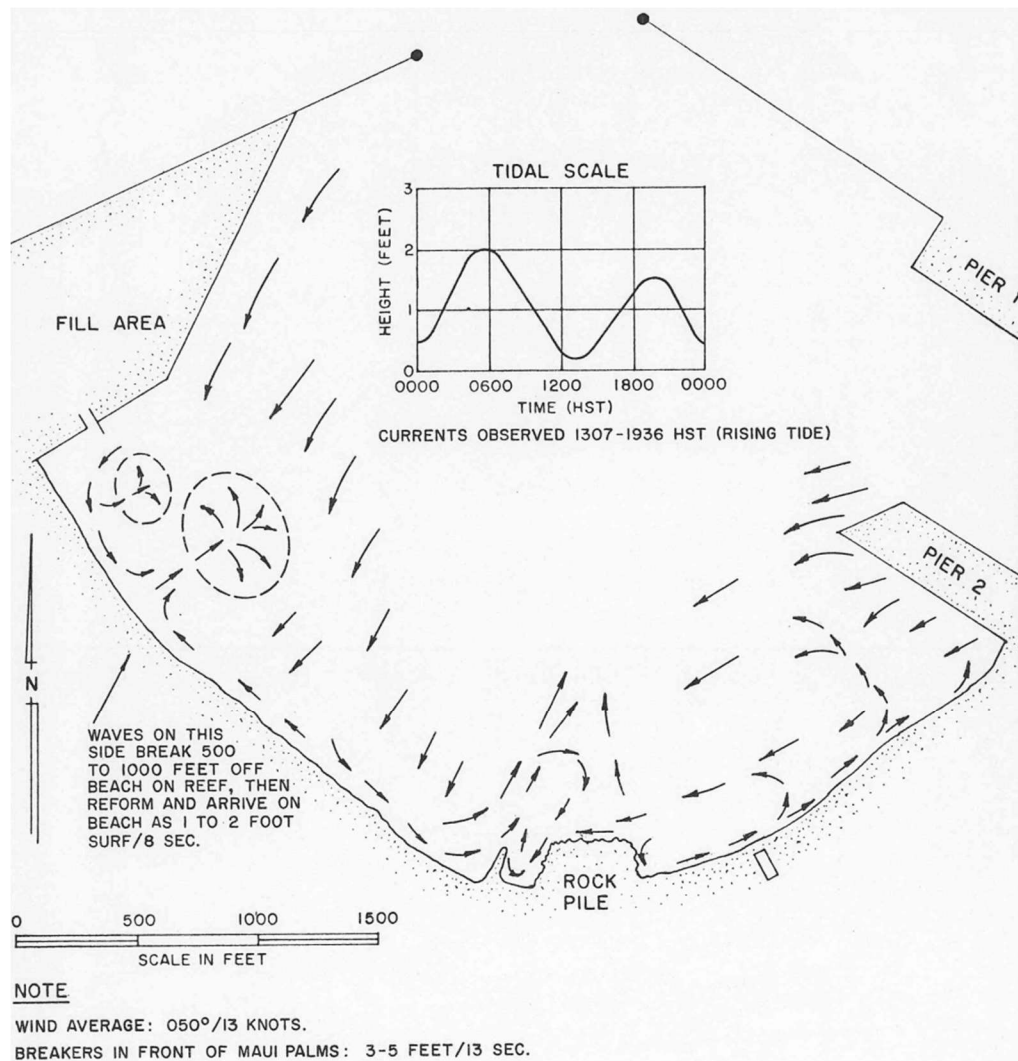 TIDAL SCALE
3
2
1
0
HEIGHT (FEET)
00000 0600 1200 1800 00000
TIME (HST)
CURRENTS OBSERVED 1307-1936 HST (RISING TIDE)
FILL AREA
PIER 1
PIER 2
N
WAVES ON THIS
SIDE BREAK 500
TO 1000 FEET OFF
BEACH ON REEF, THEN
REFORM AND ARRIVE ON
BEACH AS 1 TO 2 FOOT
SURF/8 SEC.
ROCK
PILE
0 500 1000 1500
SCALE IN FEET
NOTE
WIND AVERAGE: 050°/13 KNOTS.
BREAKERS IN FRONT OF MAUI PALMS: 3-5 FEET/13 SEC.